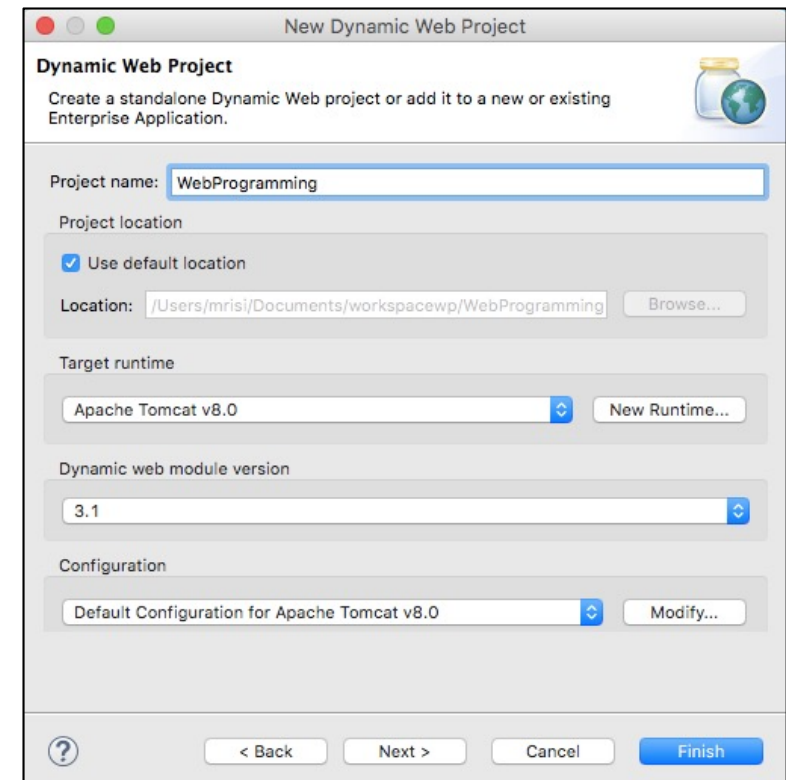 New Dynamic Web Project
Dynamic Web Project
Create a standalone Dynamic Web project or add it to a new or existing
Enterprise Application.
Project name: WebProgramming
Project location
Use default location
Location: /Users/mrisi/Documents/workspacewp/WebProgramming Browse...
Target runtime
Apache Tomcat v8.0 New Runtime...
Dynamic web module version
3.1
Configuration
Default Configuration for Apache Tomcat v8.0 Modify...
? < Back Next > Cancel Finish